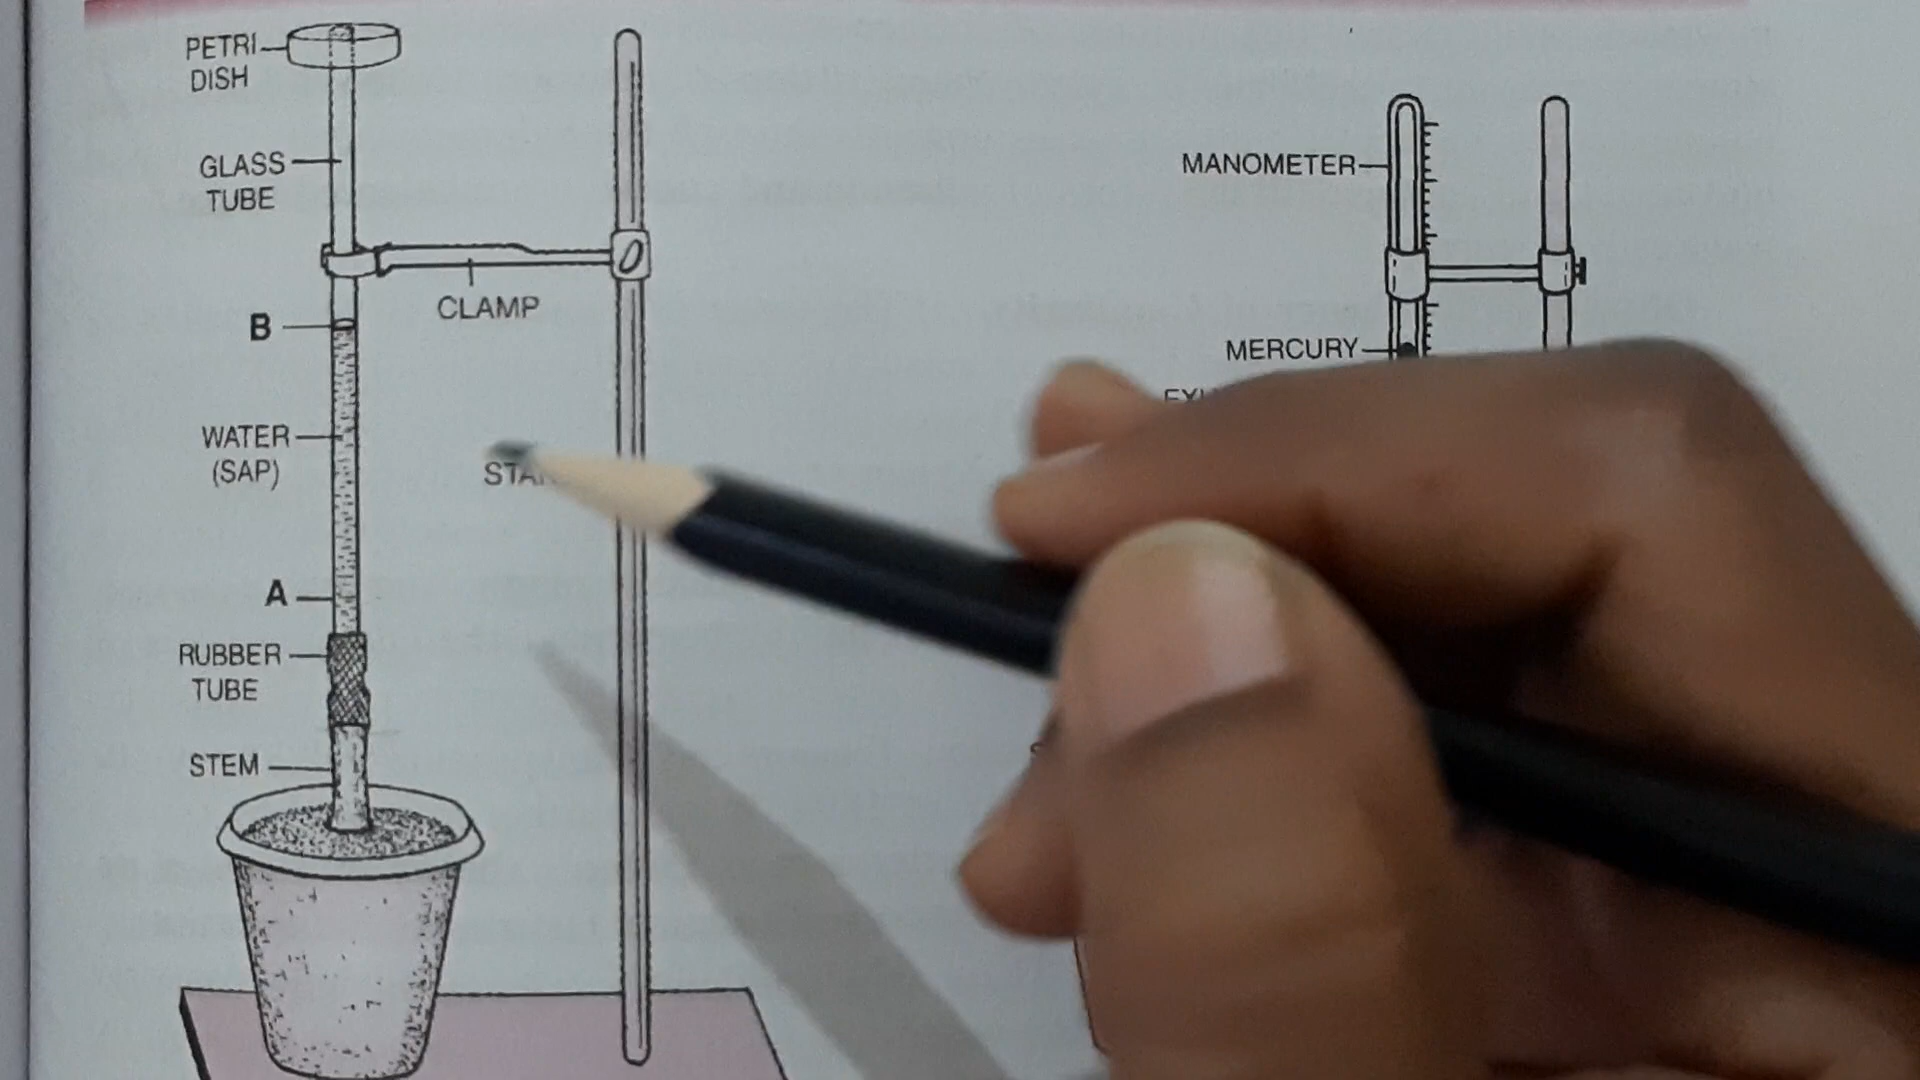 PETRI
DISH
GLASS
TUBE
CLAMP
B
WATER
(SAP)
A
RUBBER
TUBE
STEM
MANOMETER
MERCURY